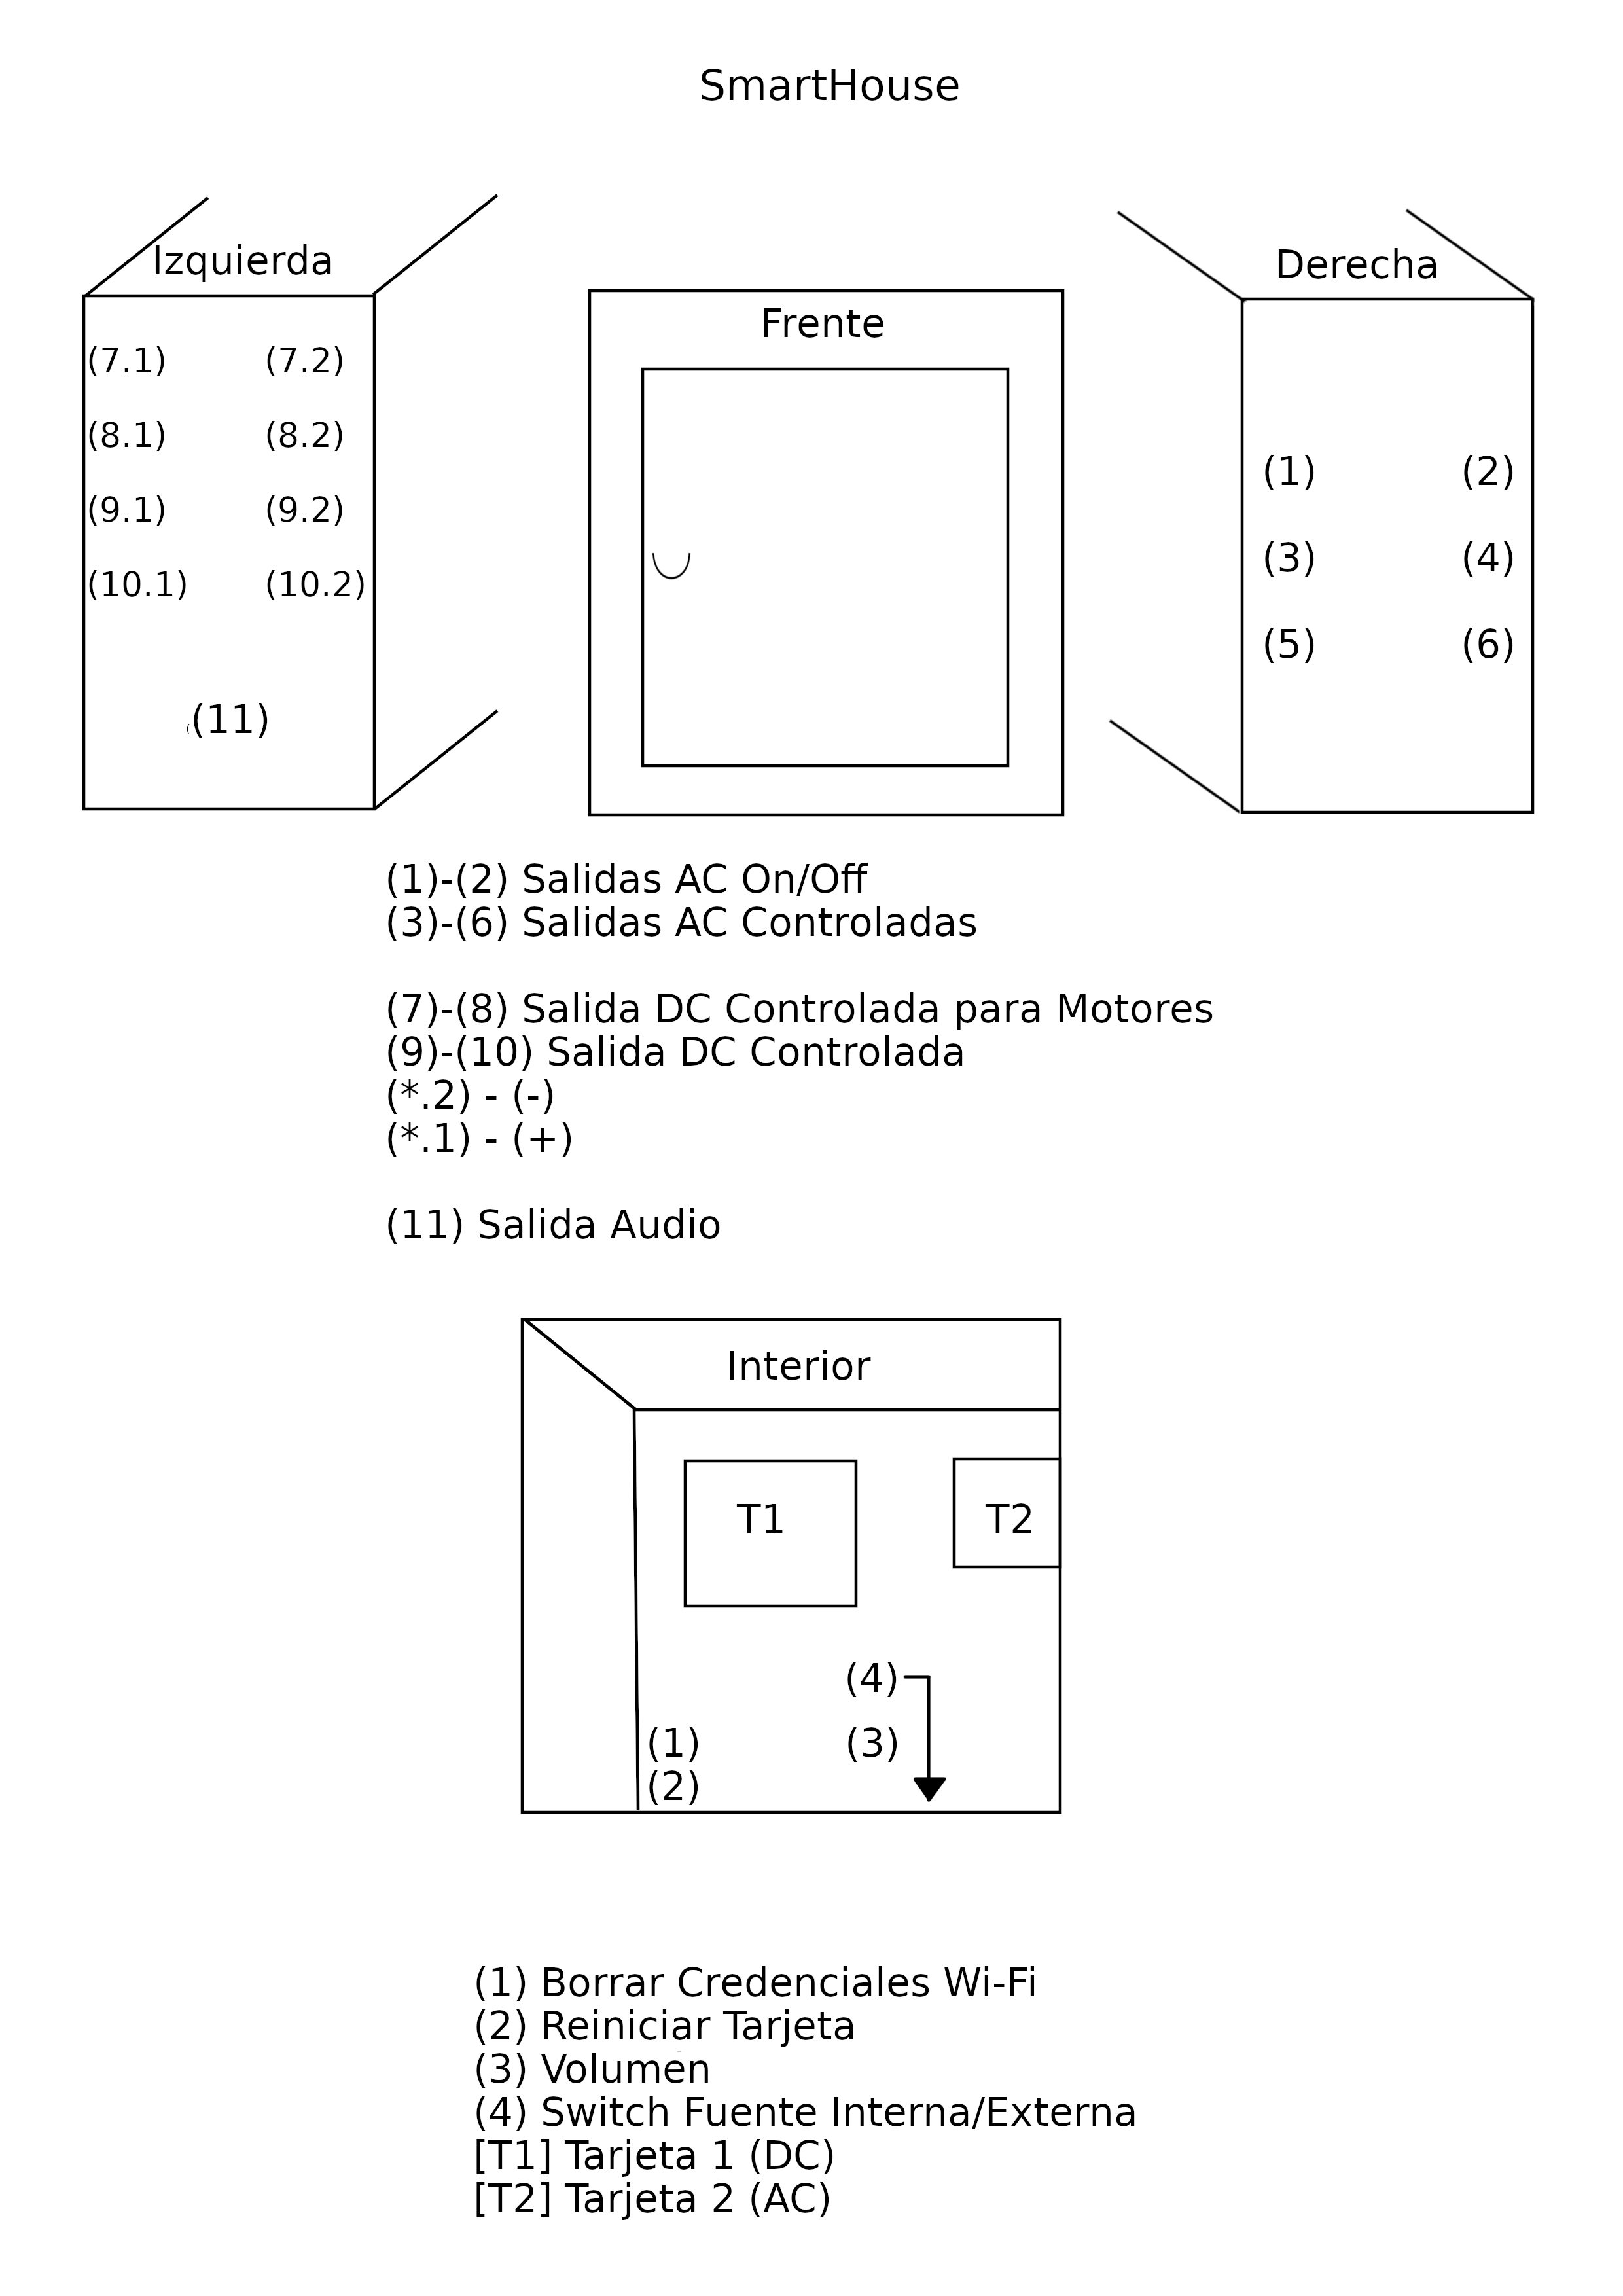 SmartHouse
Izquierda
(7.1) (7.2)
(8.1) (8.2)
(9.1) (9.2)
(10.1) (10.2)
(11)
Frente
Derecha
(1) (2)
(3) (4)
(5) (6)
(1)-(2) Salidas AC On/Off
(3)-(6) Salidas AC Controladas
(7)-(8) Salida DC Controlada para Motores
(9)-(10) Salida DC Controlada
(*.2) - (-)
(*.1) - (+)
(11) Salida Audio
Interior
T1 T2
(4)
(1) (3)
(2)
(1) Borrar Credenciales Wi-Fi
(2) Reiniciar Tarjeta
(3) Volumen
(4) Switch Fuente Interna/Externa
[T1] Tarjeta 1 (DC)
[T2] Tarjeta 2 (AC)